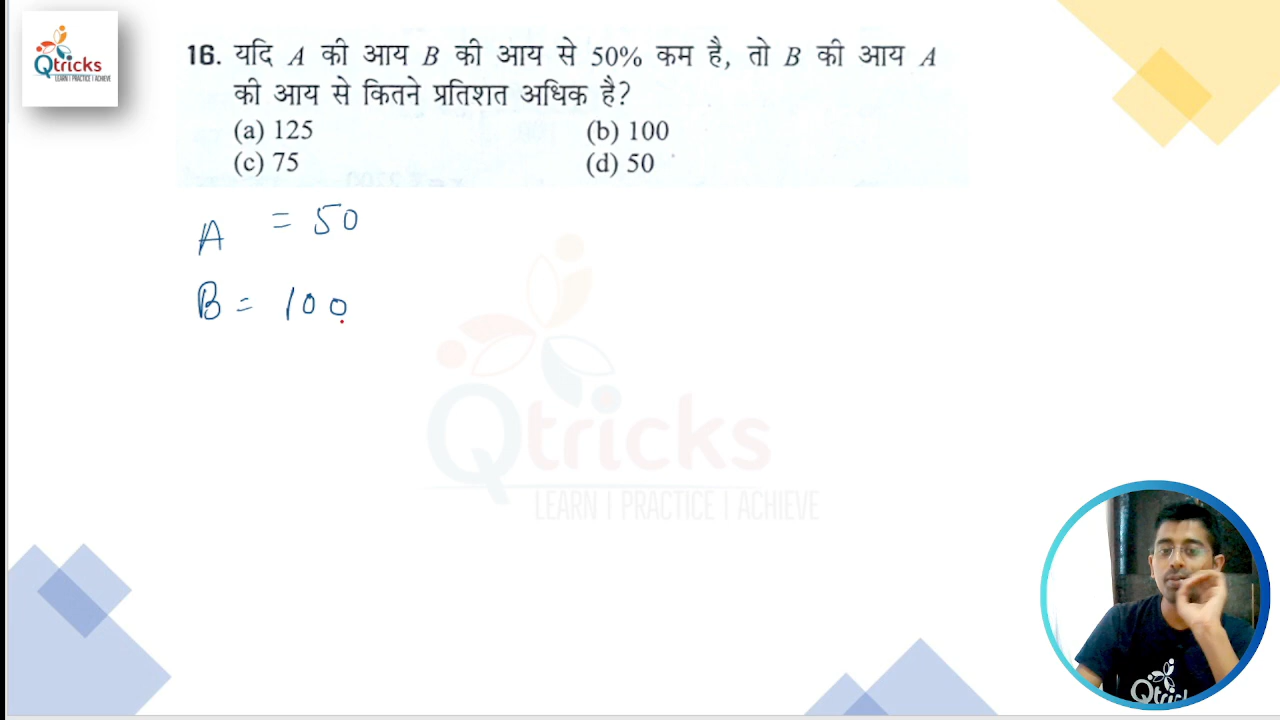 Qtricks
LEARN | PRACTICE | ACHIEVE
16. यदि A की आय B की आय से 50% कम है, तो B की आय A
की आय से कितने प्रतिशत अधिक है?
(a) 125 (b) 100
(c) 75 (d) 50
A = 50
B = 100
Qtricks
LEARN | PRACTICE | ACHIEVE